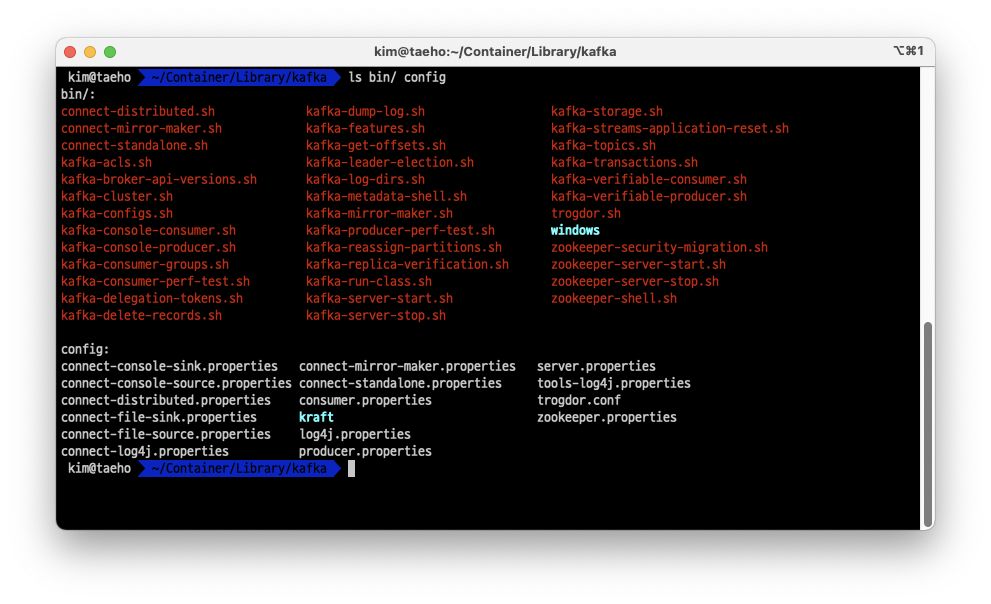 kim@taeho:~/Container/Library/kafka ⌥⌘1
kim@taeho ~/Container/Library/kafka ls bin/ config
bin/:
connect-distributed.sh kafka-dump-log.sh kafka-storage.sh
connect-mirror-maker.sh kafka-features.sh kafka-streams-application-reset.sh
connect-standalone.sh kafka-get-offsets.sh kafka-topics.sh
kafka-acls.sh kafka-leader-election.sh kafka-transactions.sh
kafka-broker-api-versions.sh kafka-log-dirs.sh kafka-verifiable-consumer.sh
kafka-cluster.sh kafka-metadata-shell.sh kafka-verifiable-producer.sh
kafka-configs.sh kafka-mirror-maker.sh trogdor.sh
kafka-console-consumer.sh kafka-producer-perf-test.sh windows
kafka-console-producer.sh kafka-reassign-partitions.sh zookeeper-security-migration.sh
kafka-consumer-groups.sh kafka-replica-verification.sh zookeeper-server-start.sh
kafka-consumer-perf-test.sh kafka-run-class.sh zookeeper-server-stop.sh
kafka-delegation-tokens.sh kafka-server-start.sh zookeeper-shell.sh
kafka-delete-records.sh kafka-server-stop.sh
config:
connect-console-sink.properties connect-mirror-maker.properties server.properties
connect-console-source.properties connect-standalone.properties tools-log4j.properties
connect-distributed.properties consumer.properties trogdor.conf
connect-file-sink.properties kraft zookeeper.properties
connect-file-source.properties log4j.properties
connect-log4j.properties producer.properties
kim@taeho ~/Container/Library/kafka